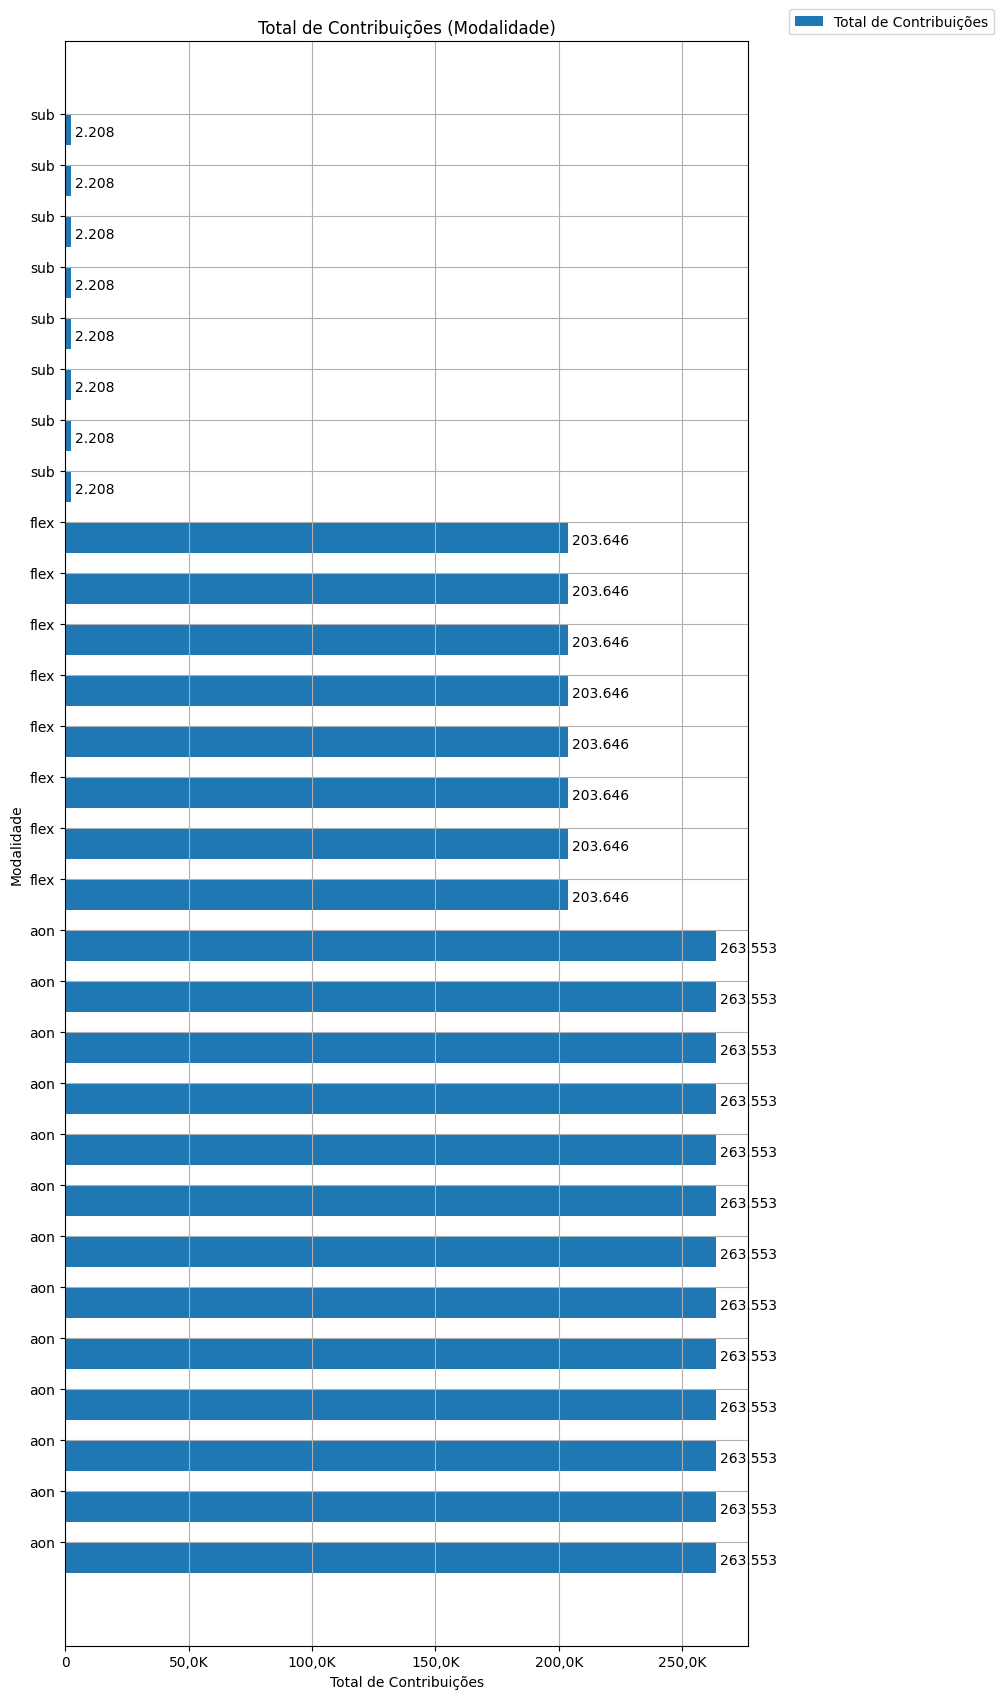 Total de Contribuições (Modalidade)
Total de Contribuições
sub 2.208
sub 2.208
sub 2.208
sub 2.208
sub 2.208
sub 2.208
sub 2.208
sub 2.208
flex 203.646
flex 203.646
flex 203.646
flex 203.646
flex 203.646
flex 203.646
flex 203.646
flex 203.646
aon 263.553
aon 263.553
aon 263.553
aon 263.553
aon 263.553
aon 263.553
aon 263.553
aon 263.553
aon 263.553
aon 263.553
aon 263.553
aon 263.553
aon 263.553
Modalidade
0 50,0K 100,0K 150,0K 200,0K 250,0K
Total de Contribuições